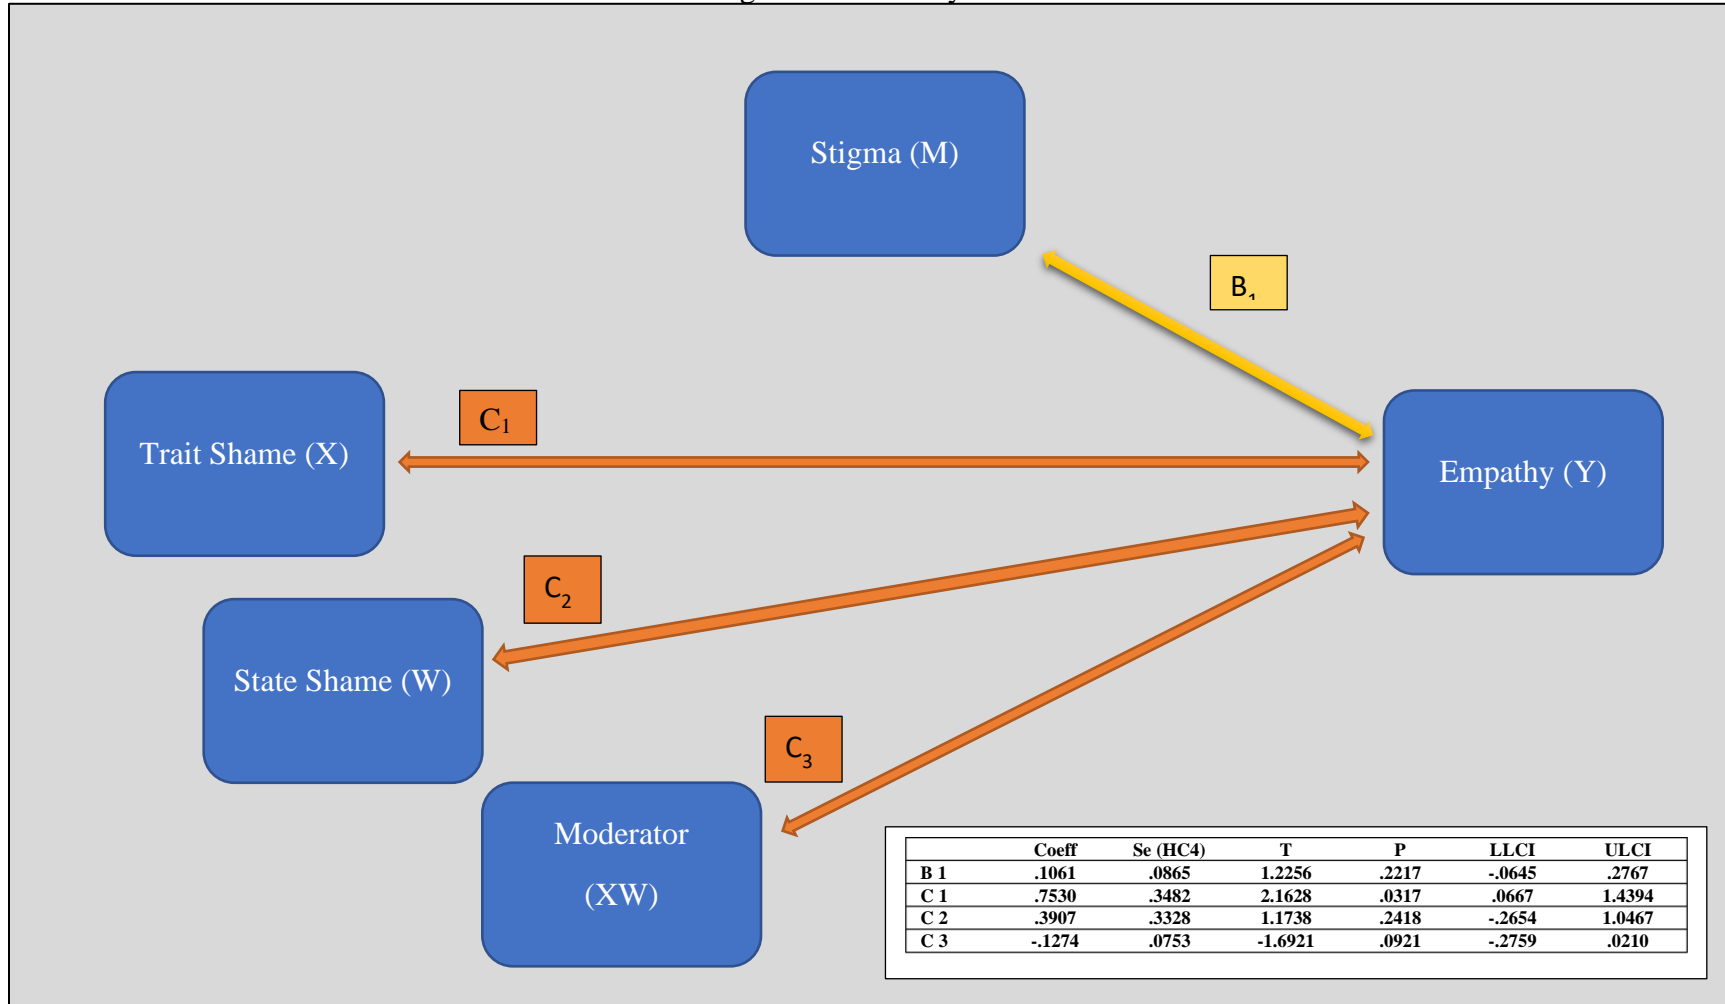 Stigma (M)
B1
Trait Shame (X)
C1
Empathy (Y)
C2
State Shame (W)
C3
Moderator
(XW)
Coeff Se (HC4) T P LLCI ULCI
B 1 .1061 .0865 1.2256 .2217 -.0645 .2767
C 1 .7530 .3482 2.1628 .0317 .0667 1.4394
C 2 .3907 .3328 1.1738 .2418 -.2654 1.0467
C 3 -.1274 .0753 -1.6921 .0921 -.2759 .0210